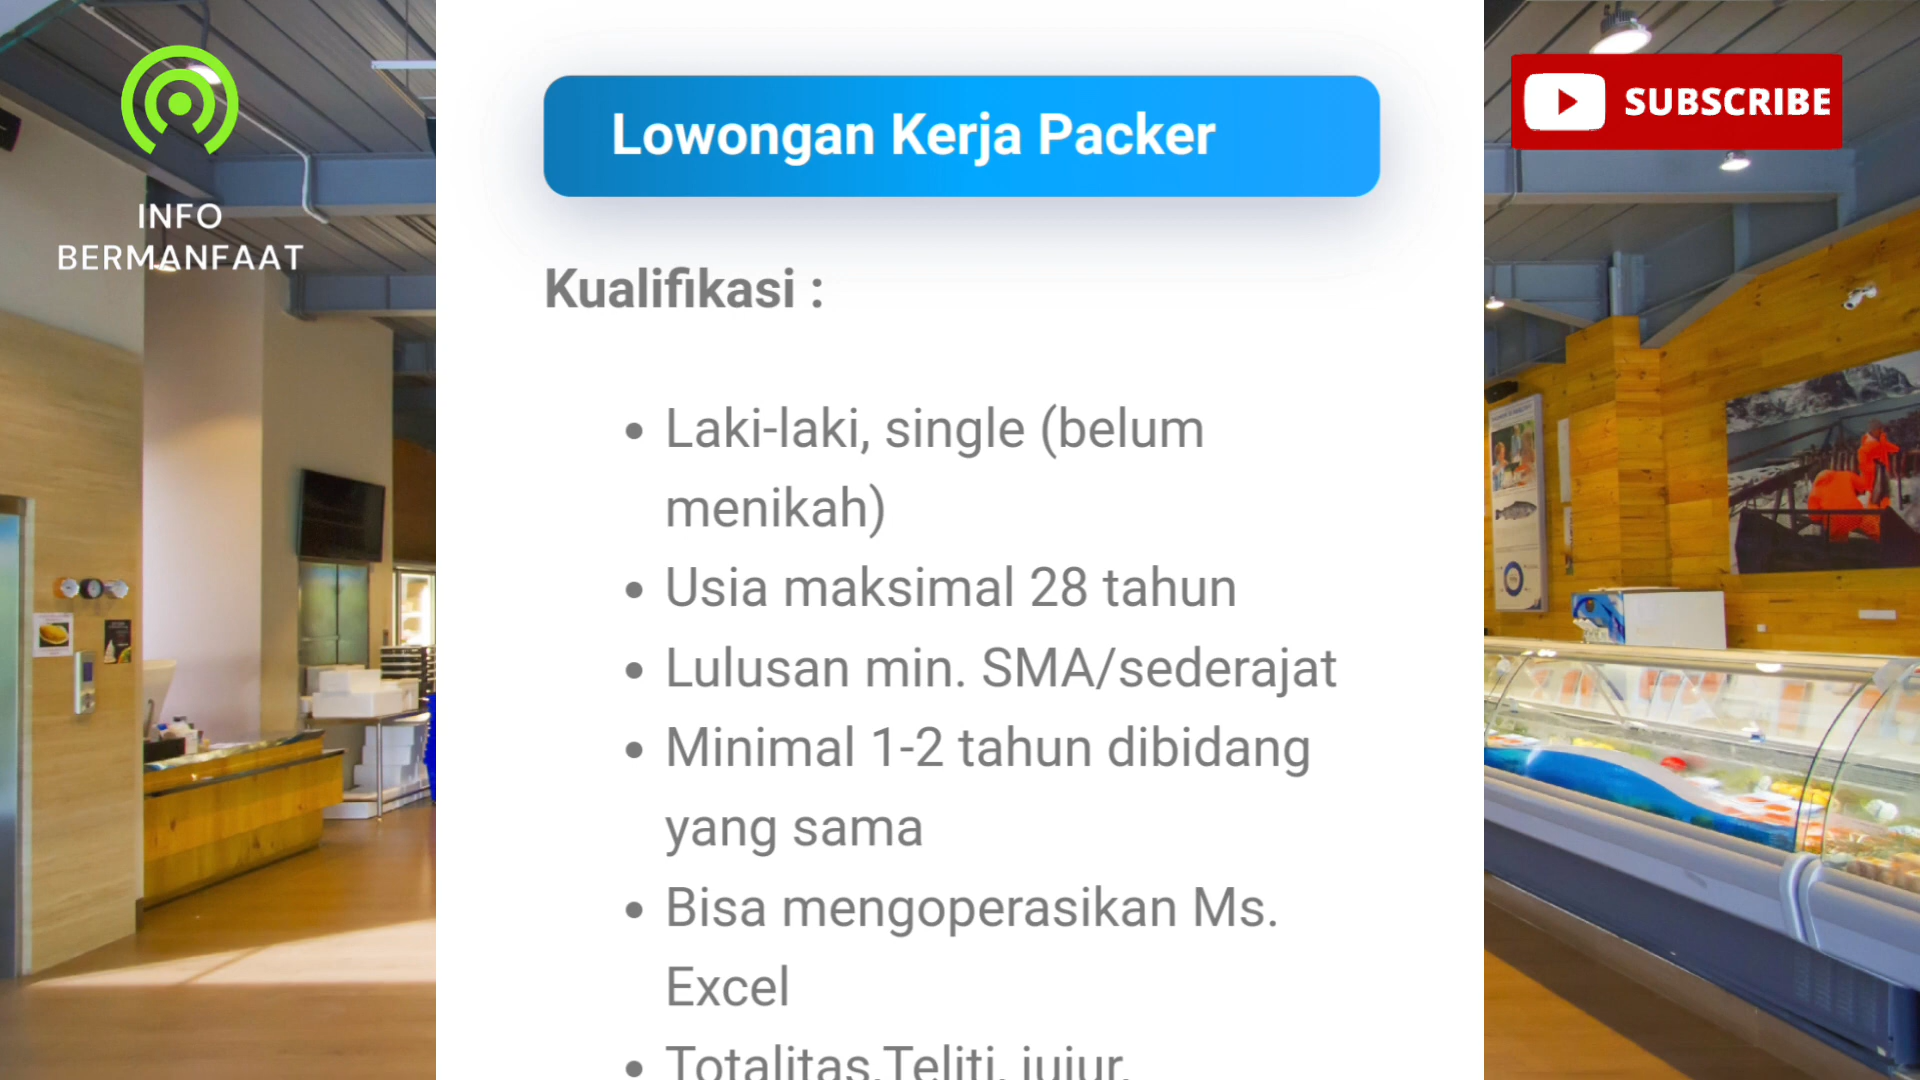 INFO
BERMANFAAT
SUBSCRIBE
Lowongan Kerja Packer
Kualifikasi :
• Laki-laki, single (belum
menikah)
• Usia maksimal 28 tahun
• Lulusan min. SMA/sederajat
• Minimal 1-2 tahun dibidang
yang sama
• Bisa mengoperasikan Ms.
Excel
• Totalitas,Teliti, jujur,